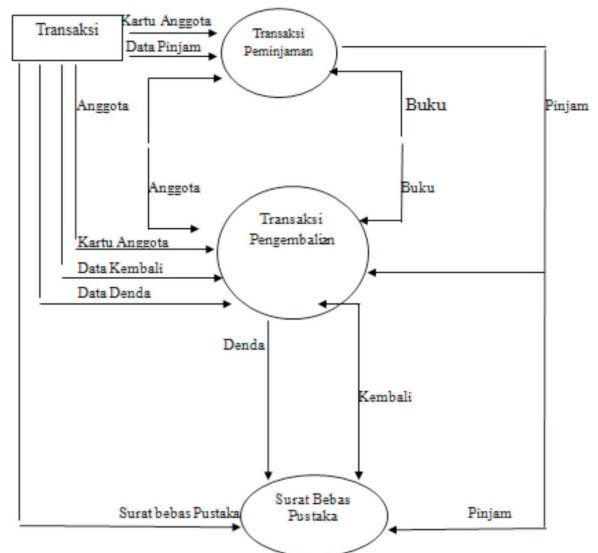 Transaksi
Kartu Anggota
Data Pinjam
Transaksi
Peminjaman
Anggota
Buku
Pinjam
Anggota
Buku
Transaksi
Pengembalian
Kartu Anggota
Data Kembali
Data Denda
Denda
Kembali
Surat bebas Pustaka
Surat Bebas
Pustaka
Pinjam